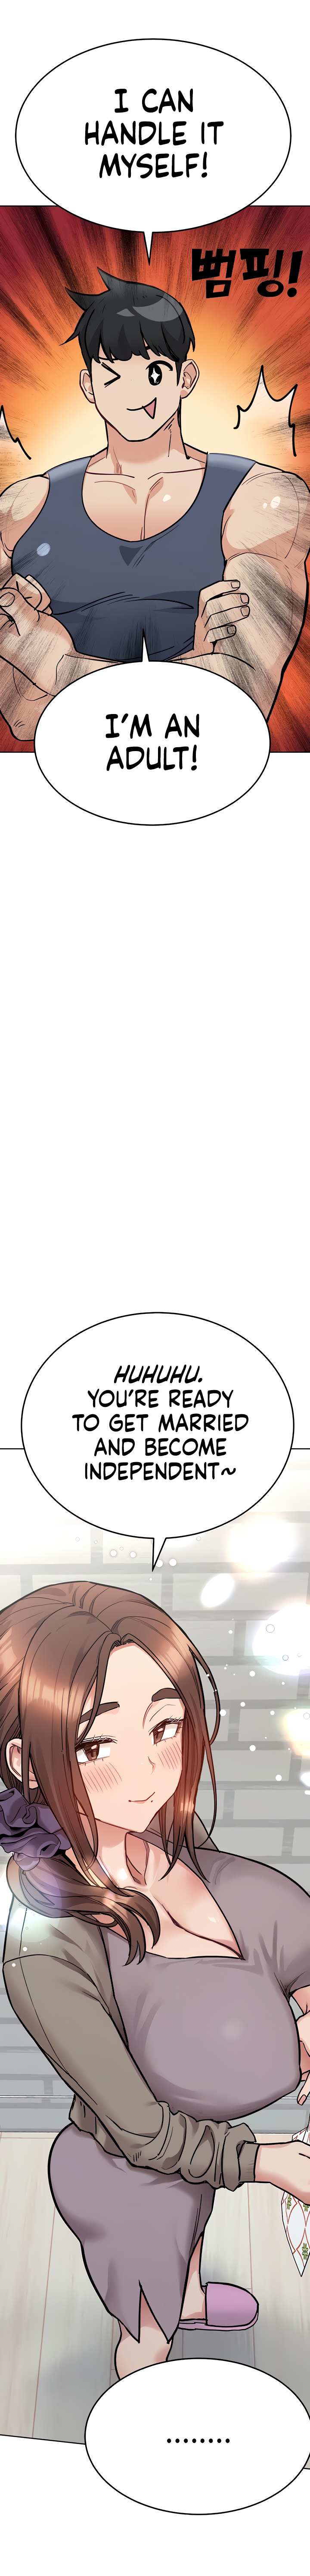 I CAN
HANDLE IT
MYSELF!
뻠핑!
I'M AN
ADULT!
HUHUHU.
YOU'RE READY
TO GET MARRIED
AND BECOME
INDEPENDENT~
........